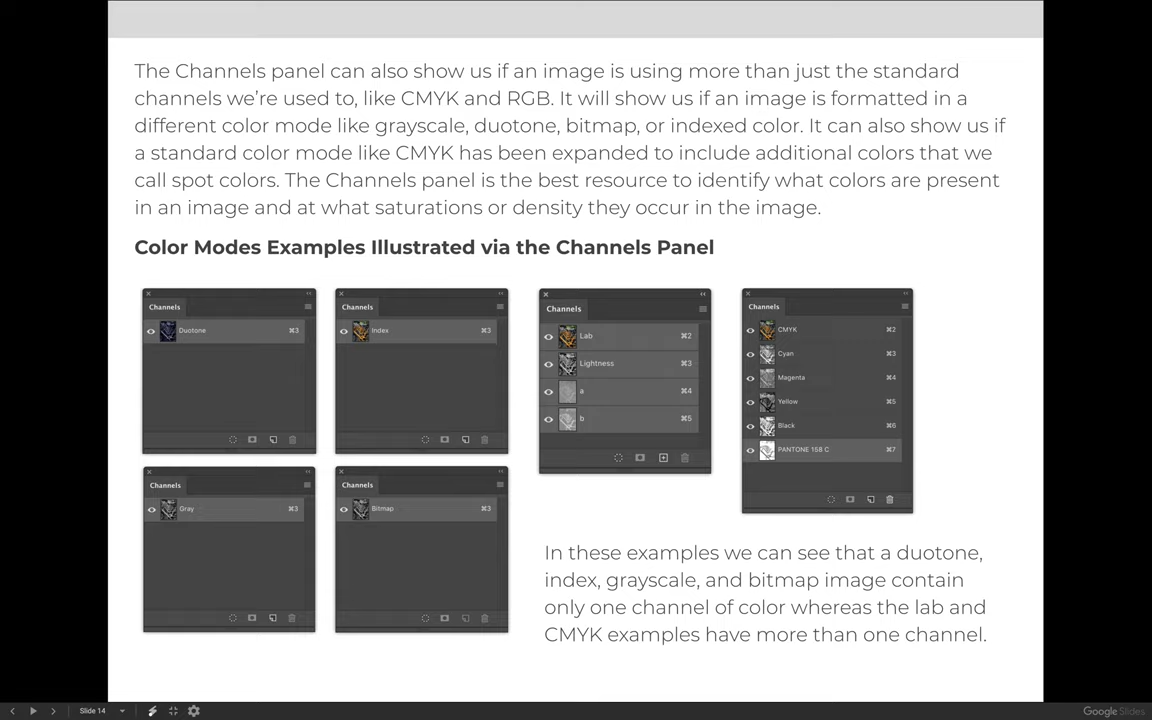 The Channels panel can also show us if an image is using more than just the standard
channels we're used to, like CMYK and RGB. It will show us if an image is formatted in a
different color mode like grayscale, duotone, bitmap, or indexed color. It can also show us if
a standard color mode like CMYK has been expanded to include additional colors that we
call spot colors. The Channels panel is the best resource to identify what colors are present
in an image and at what saturations or density they occur in the image.
Color Modes Examples Illustrated via the Channels Panel
Channels
Duotone ⌘3
Channels
Index ⌘3
Channels
Lab ⌘2
Lightness ⌘3
a ⌘4
b ⌘5
Channels
CMYK ⌘2
Cyan ⌘3
Magenta ⌘4
Yellow ⌘5
Black ⌘6
PANTONE 158 C ⌘7
Channels
Gray ⌘3
Channels
Bitmap ⌘3
In these examples we can see that a duotone,
index, grayscale, and bitmap image contain
only one channel of color whereas the lab and
CMYK examples have more than one channel.
Slide 14
Google Slides